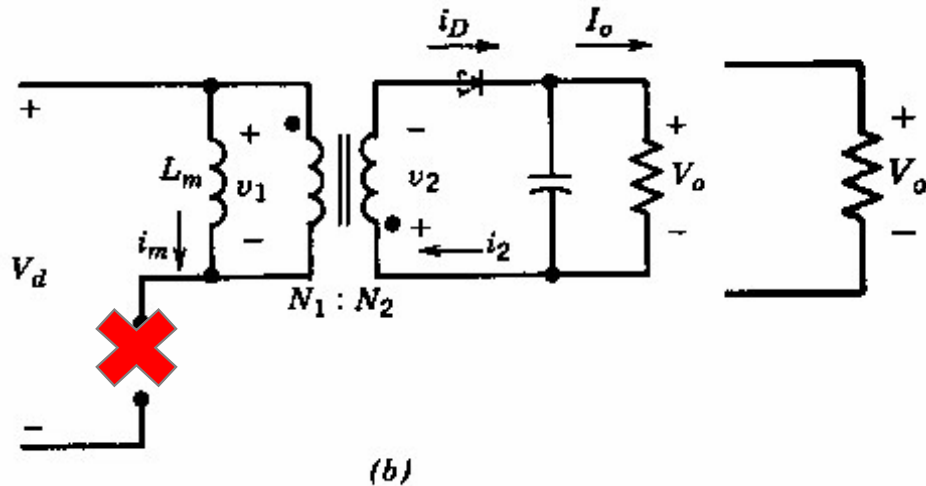 i_D
I_o
+
+
−
+
+
L_m
v_1
v_2
V_o
V_o
−
+
−
−
i_m
i_2
V_d
N_1 : N_2
−
(b)